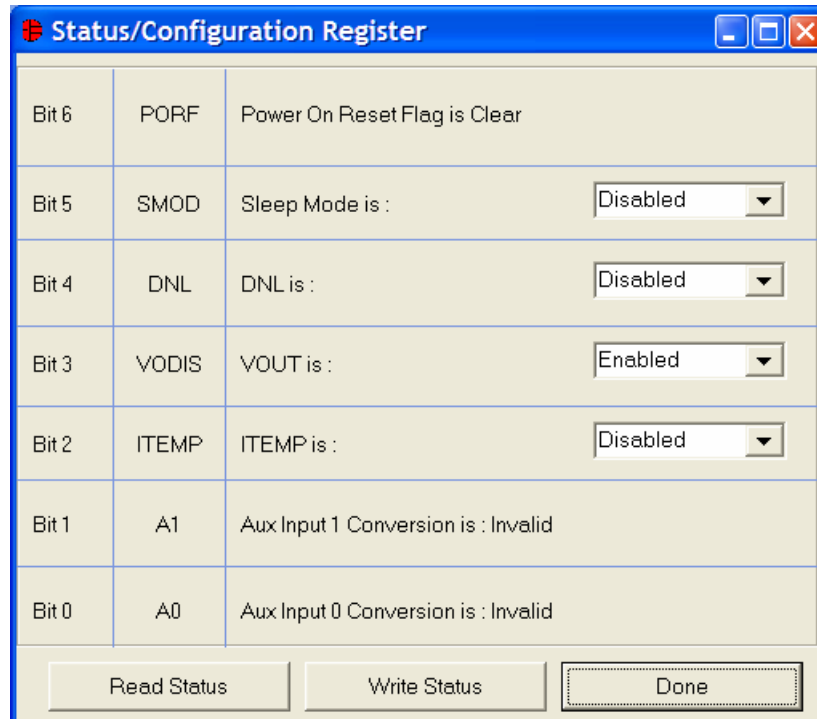 Status/Configuration Register
Bit 6 PORF Power On Reset Flag is Clear
Bit 5 SMOD Sleep Mode is : Disabled
Bit 4 DNL DNL is : Disabled
Bit 3 VODIS VOUT is : Enabled
Bit 2 ITEMP ITEMP is : Disabled
Bit 1 A1 Aux Input 1 Conversion is : Invalid
Bit 0 A0 Aux Input 0 Conversion is : Invalid
Read Status Write Status Done